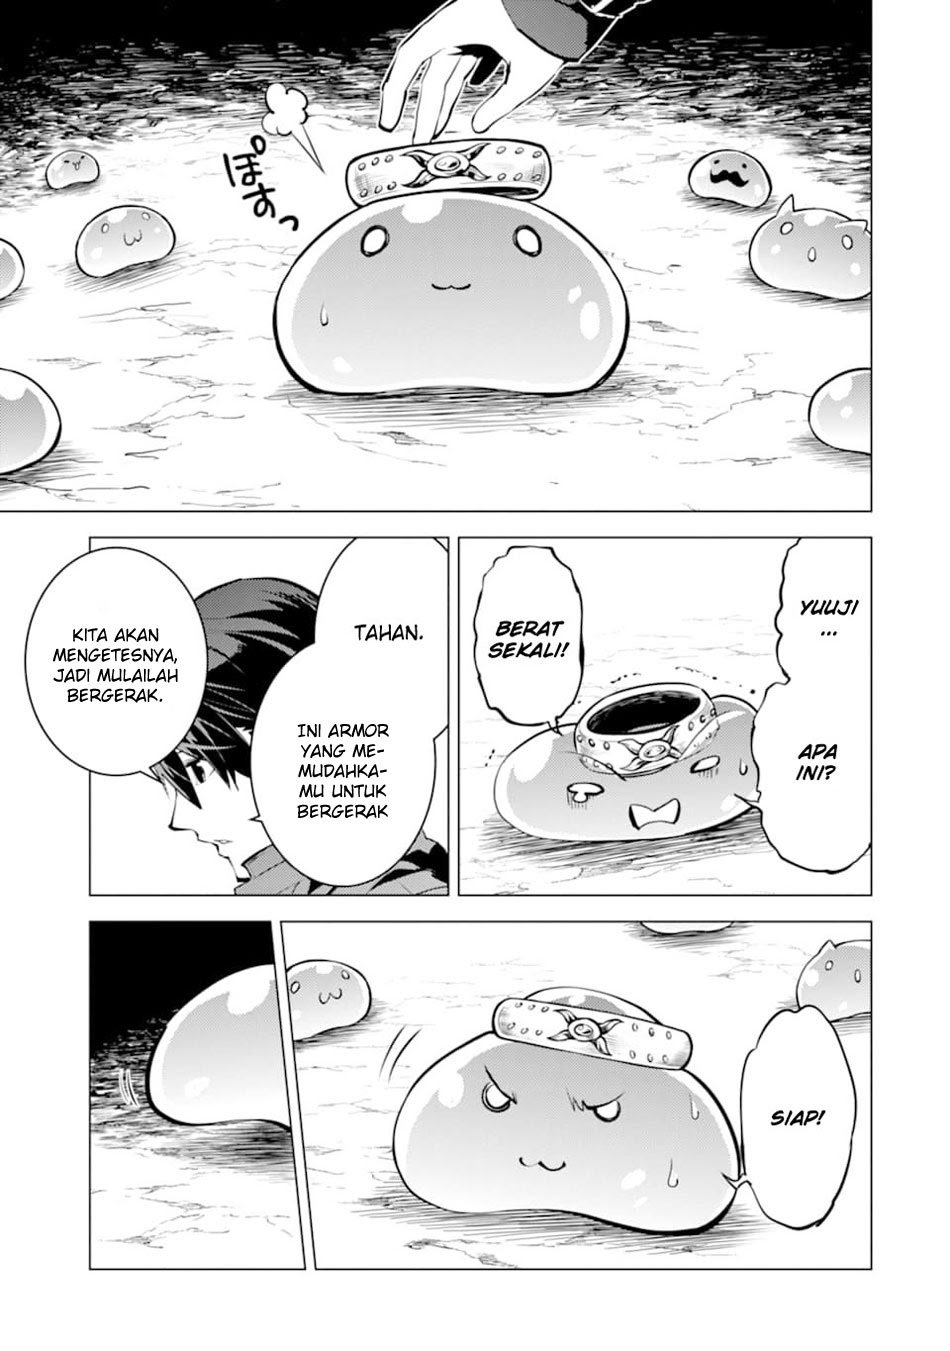 ぽすっ
YUUJI
...
APA
INI?
BERAT
SEKALI!
TAHAN.
INI ARMOR
YANG ME-
MUDAHKA-
MU UNTUK
BERGERAK
KITA AKAN
MENGETESNYA,
JADI MULAILAH
BERGERAK.
SIAP!